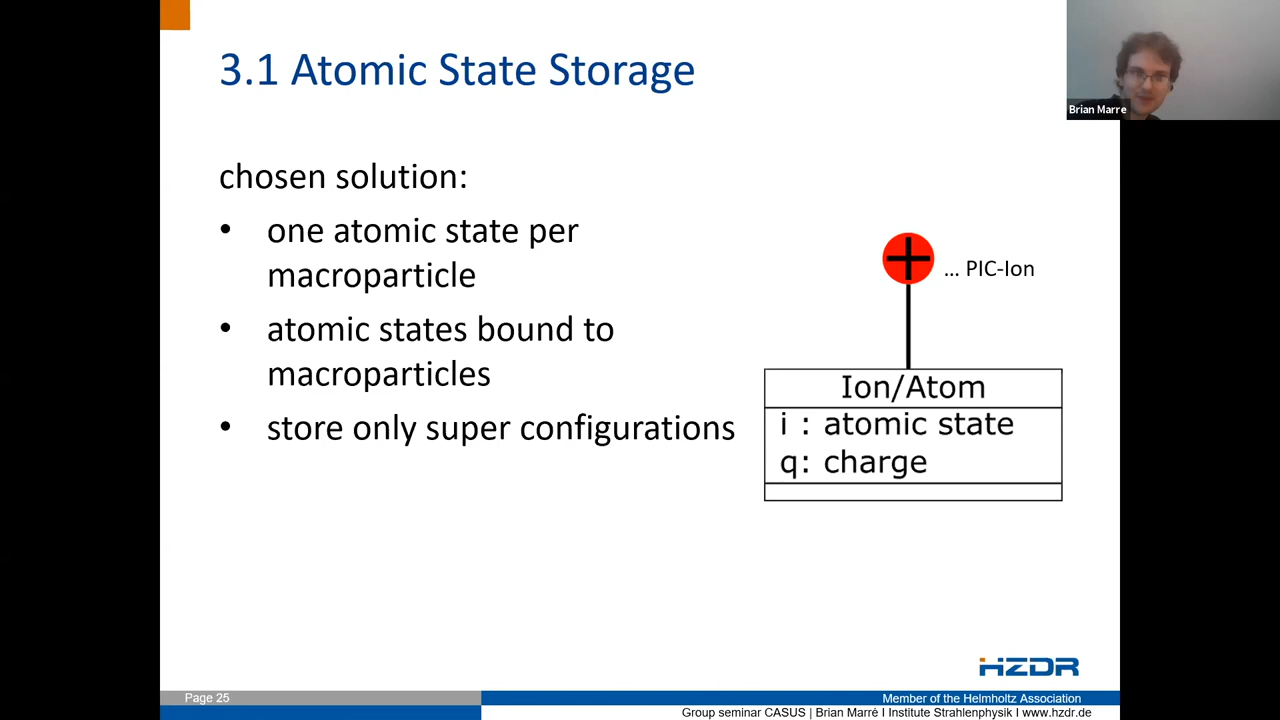 3.1 Atomic State Storage
Brian Marre
chosen solution:
• one atomic state per
macroparticle
• atomic states bound to
macroparticles
• store only super configurations
... PIC-Ion
Ion/Atom
i : atomic state
q: charge
HZDR
Page 25
Member of the Helmholtz Association
Group seminar CASUS | Brian Marré I Institute Strahlenphysik I www.hzdr.de